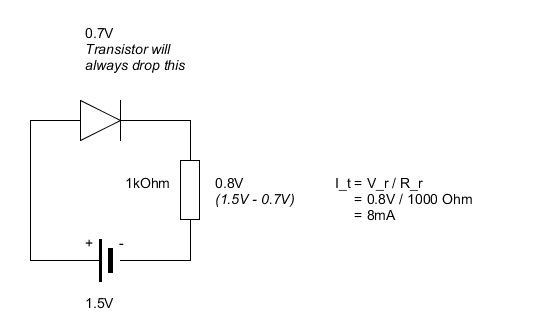 0.7V
Transistor will
always drop this
1kOhm
0.8V
(1.5V - 0.7V)
I_t = V_r / R_r
= 0.8V / 1000 Ohm
= 8mA
+
-
1.5V